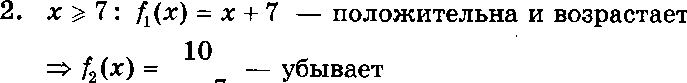 2. x ⩾ 7: f₁(x) = x + 7 — положительна и возрастает
⇒ f₂(x) = 10 — убывает